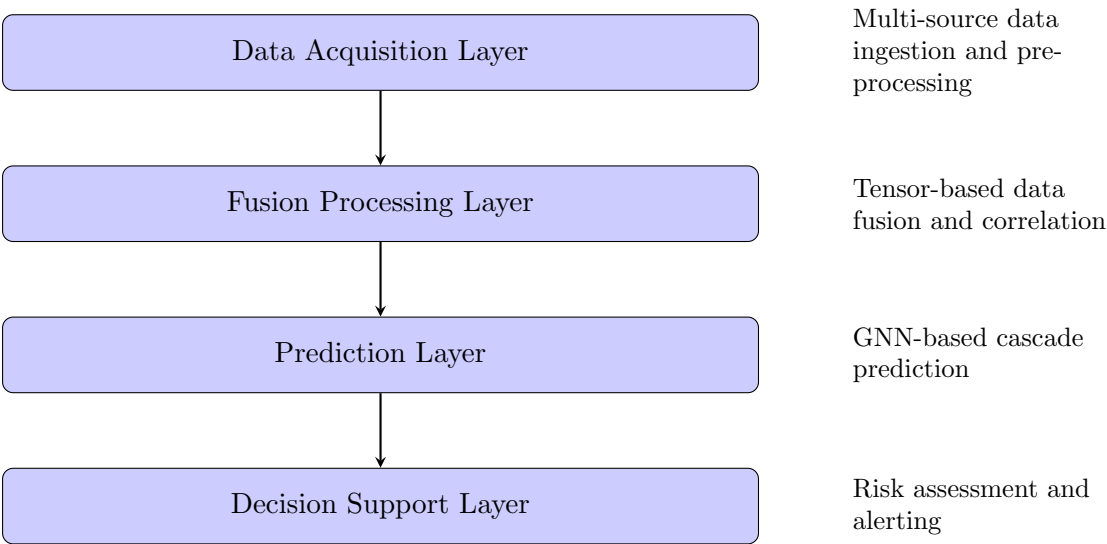 Data Acquisition Layer
Multi-source data
ingestion and pre-
processing
Fusion Processing Layer
Tensor-based data
fusion and correlation
Prediction Layer
GNN-based cascade
prediction
Decision Support Layer
Risk assessment and
alerting